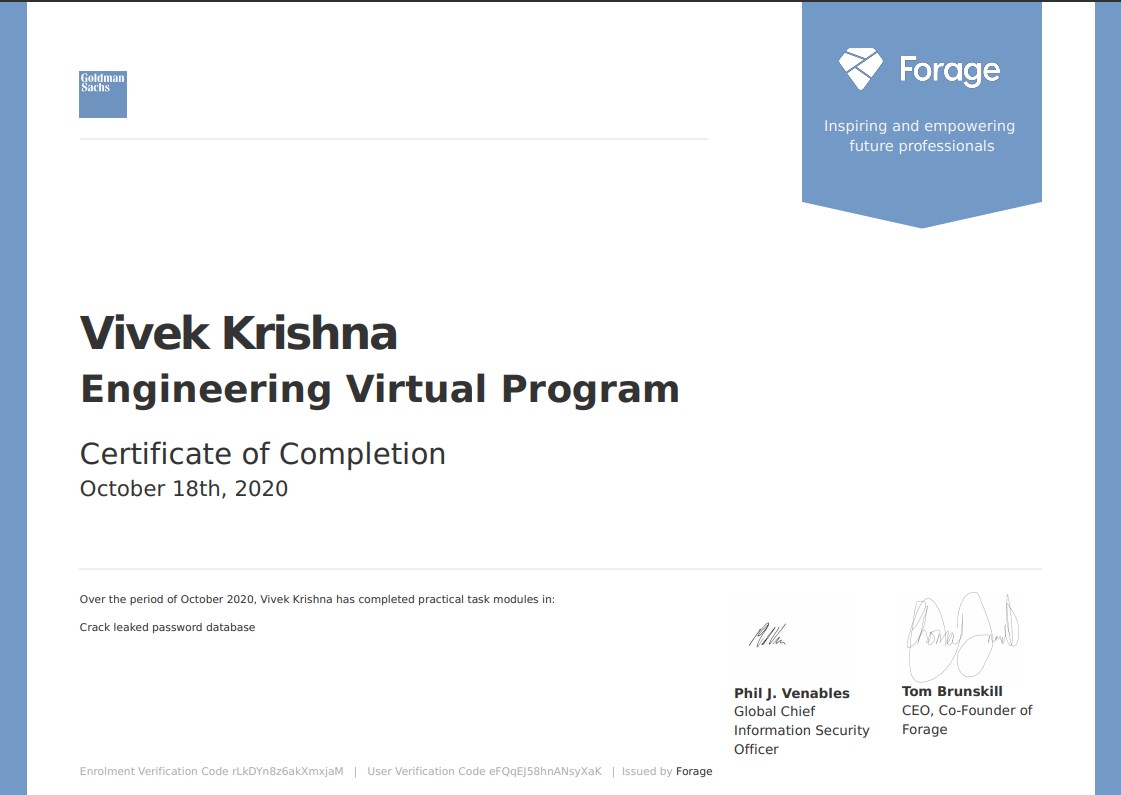 Goldman
Sachs
Forage
Inspiring and empowering
future professionals
Vivek Krishna
Engineering Virtual Program
Certificate of Completion
October 18th, 2020
Over the period of October 2020, Vivek Krishna has completed practical task modules in:
Crack leaked password database
Phil J. Venables
Global Chief
Information Security
Officer
Tom Brunskill
CEO, Co-Founder of
Forage
Enrolment Verification Code rLkDYn8z6akXmxjaM | User Verification Code eFQqEJ58hnANsyXaK | Issued by Forage